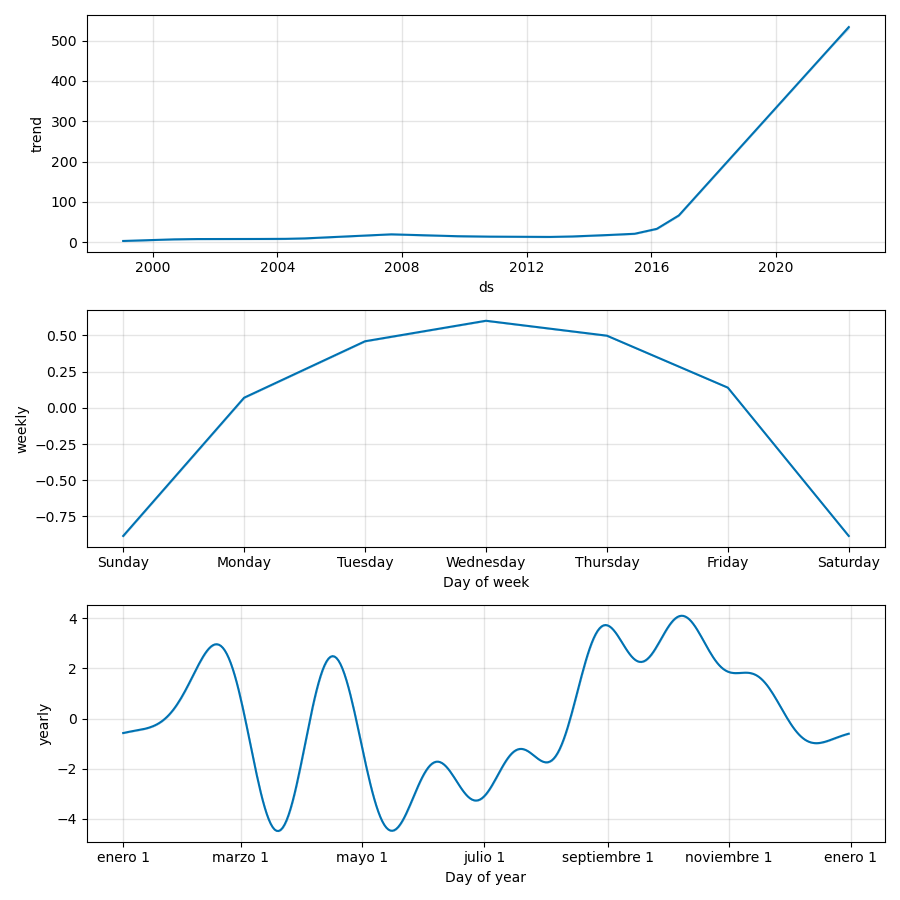 500
400
300
200
100
0
trend
2000 2004 2008 2012 2016 2020
ds
0.50
0.25
0.00
−0.25
−0.50
−0.75
weekly
Sunday Monday Tuesday Wednesday Thursday Friday Saturday
Day of week
4
2
0
−2
−4
yearly
enero 1 marzo 1 mayo 1 julio 1 septiembre 1 noviembre 1 enero 1
Day of year